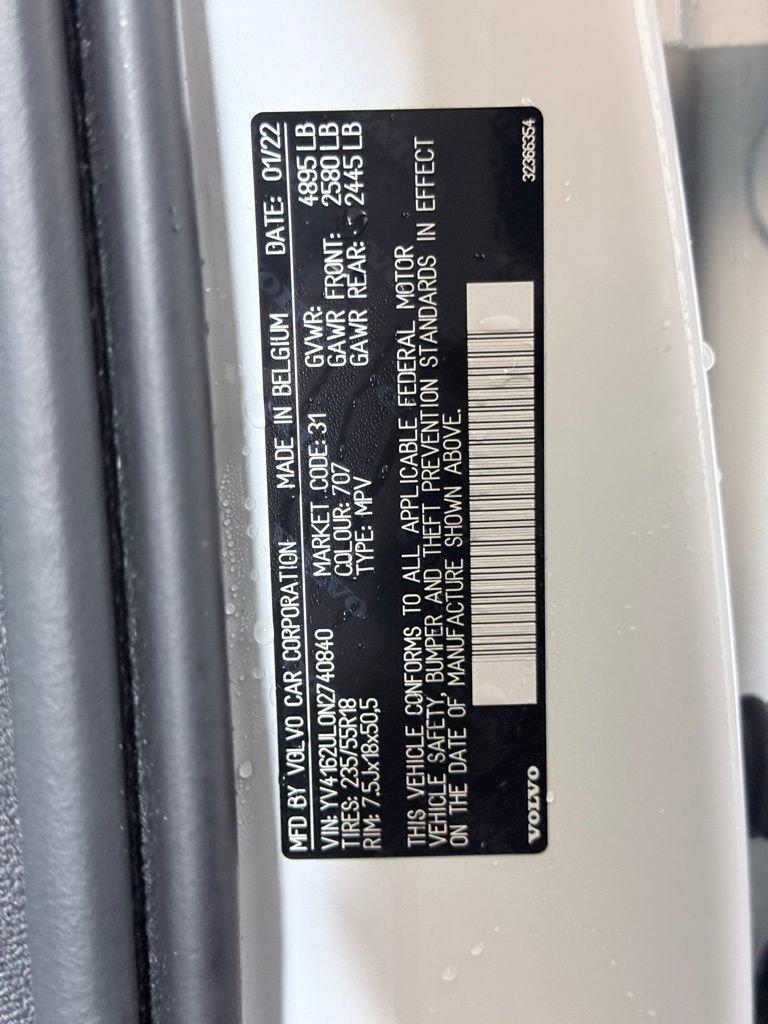 MFD BY VOLVO CAR CORPORATION MADE IN BELGIUM DATE: 01/22
VIN: YV4162UL0N2740840 MARKET CODE: 31 GVWR: 4895 LB
TIRES: 235/55R18 COLOUR: 707 GAWR FRONT: 2580 LB
RIM: 7.5Jx18x50,5 TYPE: MPV GAWR REAR: 2445 LB
THIS VEHICLE CONFORMS TO ALL APPLICABLE FEDERAL MOTOR
VEHICLE SAFETY, BUMPER AND THEFT PREVENTION STANDARDS IN EFFECT
ON THE DATE OF MANUFACTURE SHOWN ABOVE.
VOLVO 32366354